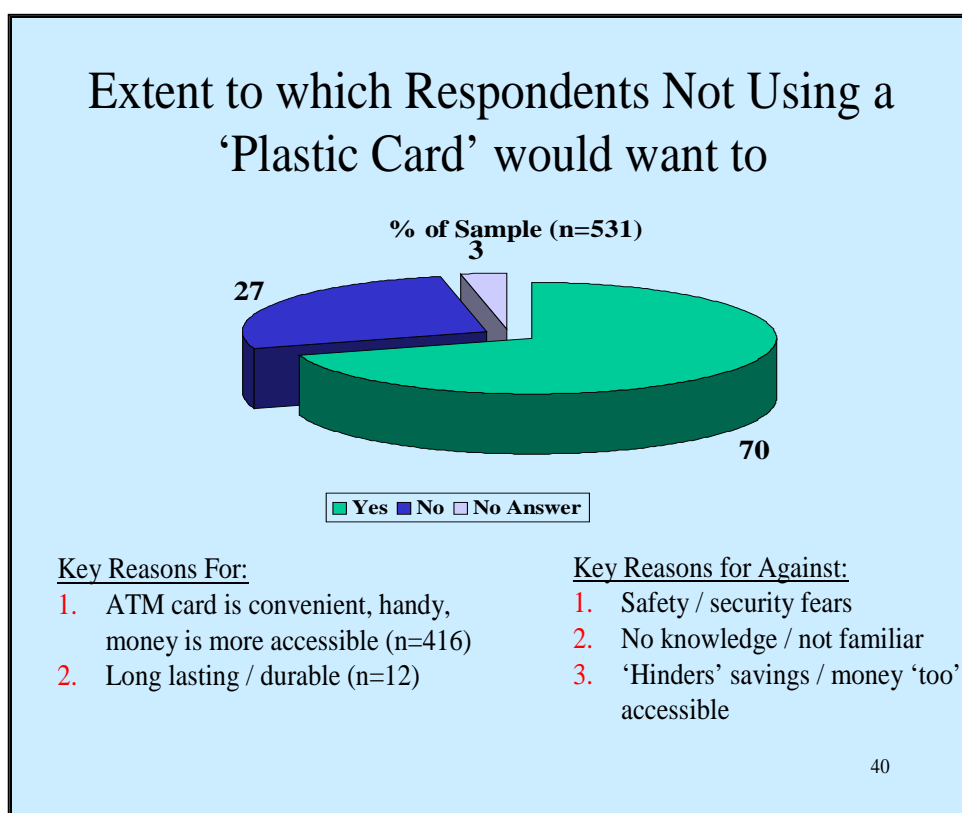 Extent to which Respondents Not Using a
‘Plastic Card’ would want to
% of Sample (n=531)
3
27
70
Yes No No Answer
Key Reasons For:
1. ATM card is convenient, handy,
money is more accessible (n=416)
2. Long lasting / durable (n=12)
Key Reasons for Against:
1. Safety / security fears
2. No knowledge / not familiar
3. ‘Hinders’ savings / money ‘too’
accessible
40